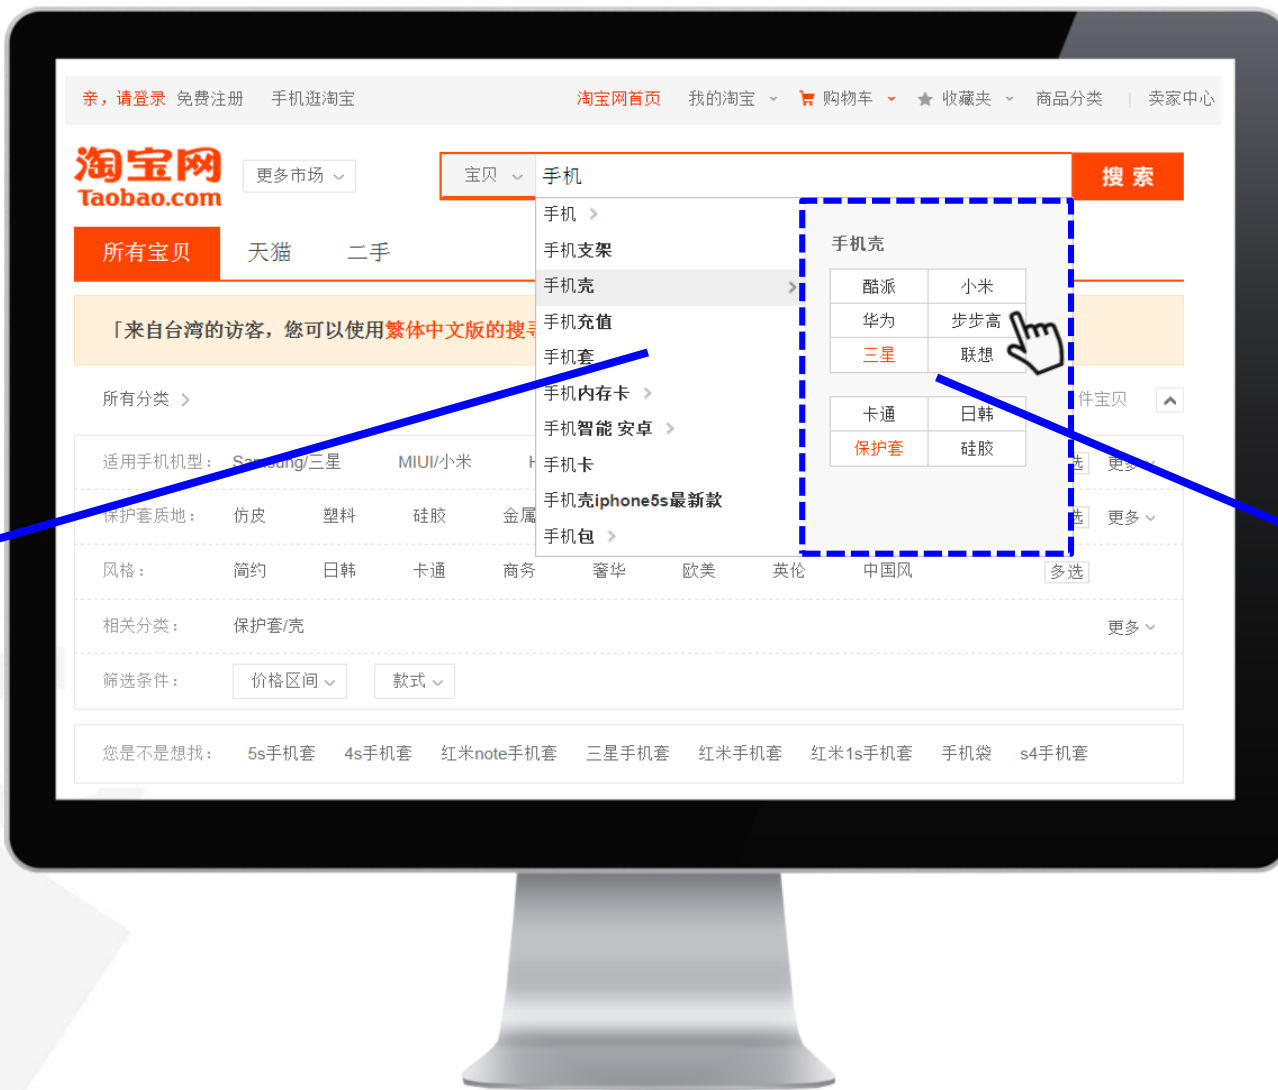 亲，请登录 免费注册 手机逛淘宝 淘宝网首页 我的淘宝 购物车 收藏夹 商品分类 卖家中心
淘宝网
Taobao.com
更多市场
宝贝 手机 搜索
所有宝贝 天猫 二手
「来自台湾的访客，您可以使用繁体中文版的搜
手机
手机支架
手机壳
手机充值
手机套
手机内存卡
手机智能 安卓
手机卡
手机壳iphone5s最新款
手机包
手机壳
酷派 小米
华为 步步高
三星 联想
卡通 日韩
保护套 硅胶
所有分类 件宝贝
适用手机机型： Samsung/三星 MIUI/小米 H 选 更多
保护套质地： 仿皮 塑料 硅胶 金属 选 更多
风格： 简约 日韩 卡通 商务 奢华 欧美 英伦 中国风 多选
相关分类： 保护套/壳 更多
筛选条件： 价格区间 款式
您是不是想找： 5s手机套 4s手机套 红米note手机套 三星手机套 红米手机套 红米1s手机套 手机袋 s4手机套